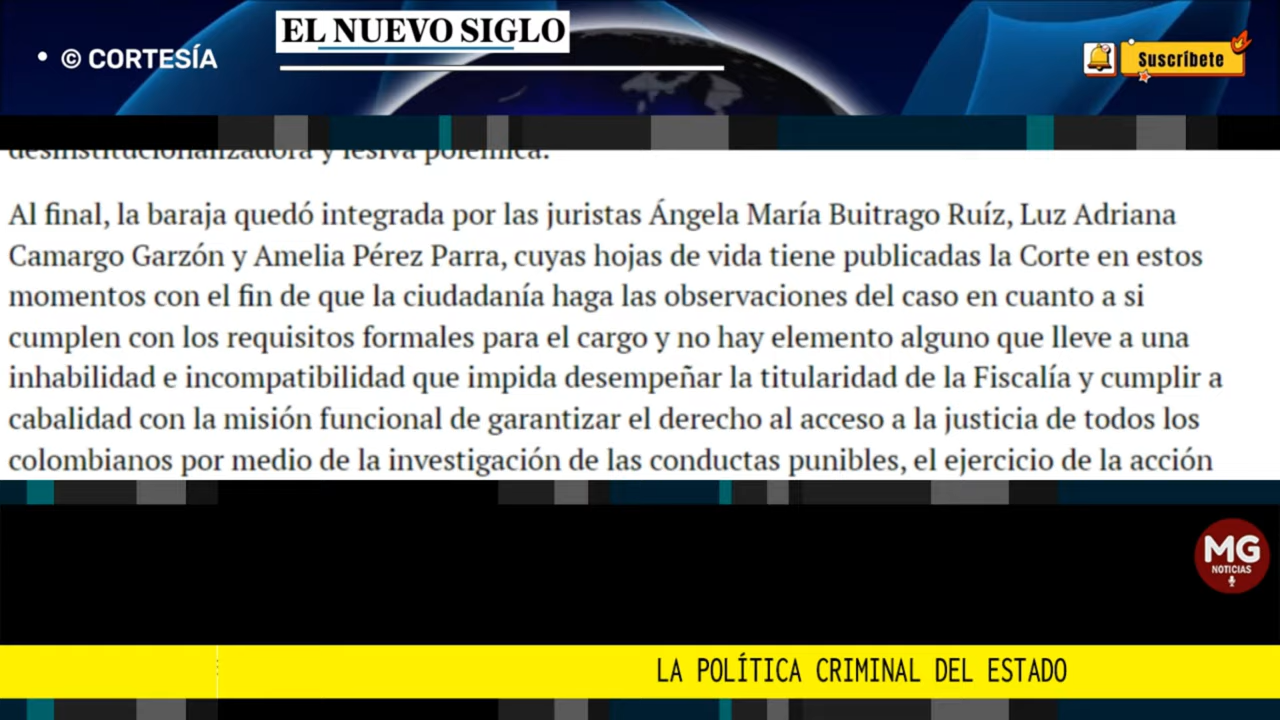 EL NUEVO SIGLO
• © CORTESÍA
Suscríbete
desinstitucionalizadora y lesiva polémica.
Al final, la baraja quedó integrada por las juristas Ángela María Buitrago Ruíz, Luz Adriana
Camargo Garzón y Amelia Pérez Parra, cuyas hojas de vida tiene publicadas la Corte en estos
momentos con el fin de que la ciudadanía haga las observaciones del caso en cuanto a si
cumplen con los requisitos formales para el cargo y no hay elemento alguno que lleve a una
inhabilidad e incompatibilidad que impida desempeñar la titularidad de la Fiscalía y cumplir a
cabalidad con la misión funcional de garantizar el derecho al acceso a la justicia de todos los
colombianos por medio de la investigación de las conductas punibles, el ejercicio de la acción
MG
NOTICIAS
LA POLÍTICA CRIMINAL DEL ESTADO